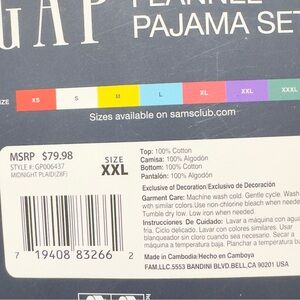 GAP
PAJAMA SE
ZE XS S M L XL XXL XXXL
Sizes available on samsclub.com
MSRP $79.98
STYLE #: GP006437
MIDNIGHT PLAID(ZXF)
SIZE
XXL
7 19408 83266 2
Top: 100% Cotton
Camisa: 100% Algodón
Bottom: 100% Cotton
Pantalón: 100% Algodón
Exclusive of Decoration/Exclusivo de Decoración
Garment Care: Machine wash cold. Gentle cycle. Wash
with similar colors.Use non chlorine bleach when needed
Tumble dry low. Low iron when needed.
Instrucciones De Cuidado: Lavar a máquina con agua
fria. Ciclo delicado. Lavar con colores similares. Usar
blanqueador sin cloro cuando sea necesario. Secar a
máquina a temperatura baja. Planchar a temperatura ba
Made in Cambodia/Hecho en Camboya
FAM,LLC.5553 BANDINI BLVD.BELL,CA 90201 USA